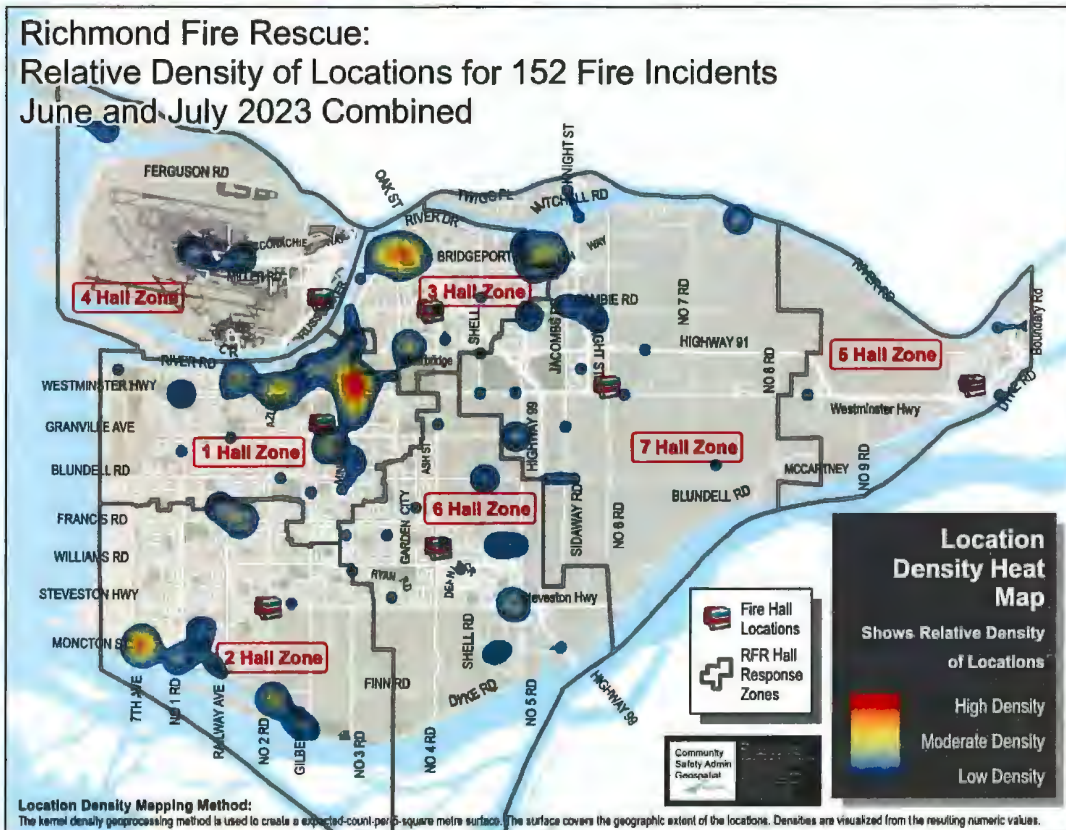 Richmond Fire Rescue:
Relative Density of Locations for 152 Fire Incidents
June and July 2023 Combined
FERGUSON RD
OAK ST
KNIGHT ST
MITCHELL RD
RIVER DR
BRIDGEPORT
WAY
4 Hall Zone
3 Hall Zone
SHELL
JACOMBS
NO 7 RD
RIVER RD
Boundary Rd
RIVER RD
HIGHWAY 91
NO 8 RD
5 Hall Zone
DYKE RD
WESTMINSTER HWY
Westminster Hwy
GRANVILLE AVE
1 Hall Zone
ASH ST
HIGHWAY 99
7 Hall Zone
BLUNDELL RD
MCCARTNEY
NO 9 RD
BLUNDELL RD
FRANCIS RD
GARDEN CITY
6 Hall Zone
SIDAWAY RD
NO 6 RD
WILLIAMS RD
RYAN
STEVESTON HWY
Steveston Hwy
MONCTON ST
2 Hall Zone
SHELL RD
FINN RD
DYKE RD
HIGHWAY 99
7TH AVE
NO 1 RD
RAILWAY AVE
NO 2 RD
NO 3 RD
NO 4 RD
NO 5 RD
Fire Hall
Locations
RFR Hall
Response
Zones
Community
Safety Admin
Geospatial
Location
Density Heat
Map
Shows Relative Density
of Locations
High Density
Moderate Density
Low Density
Location Density Mapping Method:
The kernel density geoprocessing method is used to create a expected-count-per-5-square metre surface. The surface covers the geographic extent of the locations. Densities are visualized from the resulting numeric values.